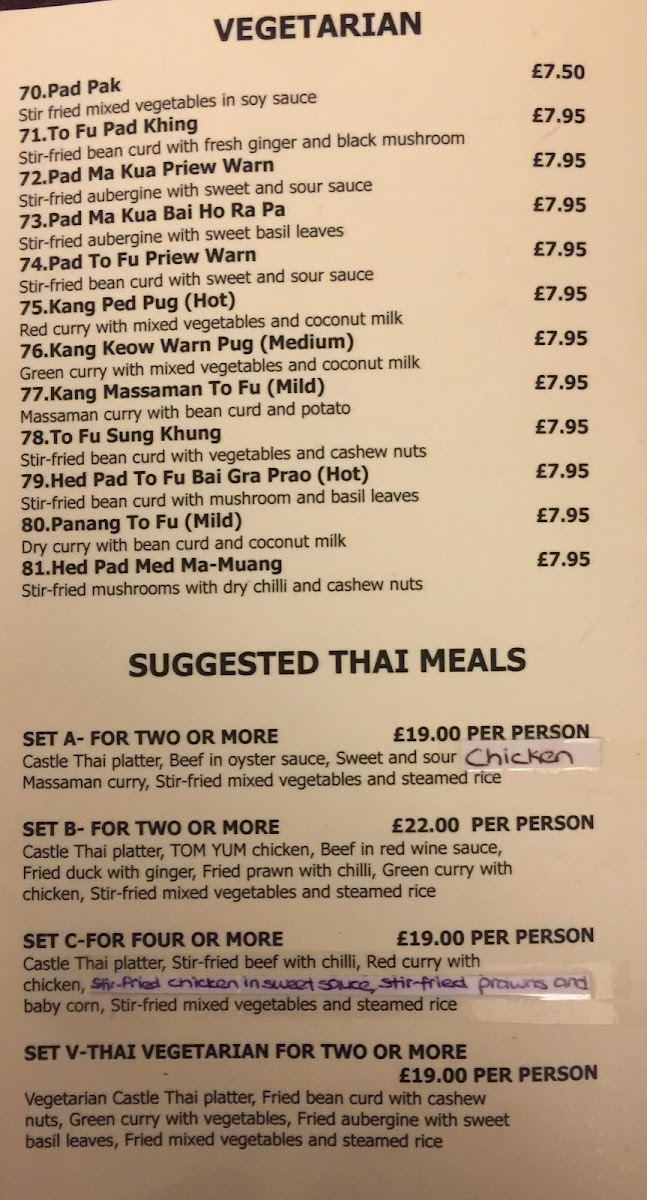 VEGETARIAN
70.Pad Pak £7.50
Stir fried mixed vegetables in soy sauce
71.To Fu Pad Khing £7.95
Stir-fried bean curd with fresh ginger and black mushroom
72.Pad Ma Kua Priew Warn £7.95
Stir-fried aubergine with sweet and sour sauce
73.Pad Ma Kua Bai Ho Ra Pa £7.95
Stir-fried aubergine with sweet basil leaves
74.Pad To Fu Priew Warn £7.95
Stir-fried bean curd with sweet and sour sauce
75.Kang Ped Pug (Hot) £7.95
Red curry with mixed vegetables and coconut milk
76.Kang Keow Warn Pug (Medium) £7.95
Green curry with mixed vegetables and coconut milk
77.Kang Massaman To Fu (Mild) £7.95
Massaman curry with bean curd and potato
78.To Fu Sung Khung £7.95
Stir-fried bean curd with vegetables and cashew nuts
79.Hed Pad To Fu Bai Gra Prao (Hot) £7.95
Stir-fried bean curd with mushroom and basil leaves
80.Panang To Fu (Mild) £7.95
Dry curry with bean curd and coconut milk
81.Hed Pad Med Ma-Muang £7.95
Stir-fried mushrooms with dry chilli and cashew nuts
SUGGESTED THAI MEALS
SET A- FOR TWO OR MORE £19.00 PER PERSON
Castle Thai platter, Beef in oyster sauce, Sweet and sour Chicken
Massaman curry, Stir-fried mixed vegetables and steamed rice
SET B- FOR TWO OR MORE £22.00 PER PERSON
Castle Thai platter, TOM YUM chicken, Beef in red wine sauce,
Fried duck with ginger, Fried prawn with chilli, Green curry with
chicken, Stir-fried mixed vegetables and steamed rice
SET C-FOR FOUR OR MORE £19.00 PER PERSON
Castle Thai platter, Stir-fried beef with chilli, Red curry with
chicken, Stir-fried chicken in sweet sauce, stir-fried prawns and
baby corn, Stir-fried mixed vegetables and steamed rice
SET V-THAI VEGETARIAN FOR TWO OR MORE
£19.00 PER PERSON
Vegetarian Castle Thai platter, Fried bean curd with cashew
nuts, Green curry with vegetables, Fried aubergine with sweet
basil leaves, Fried mixed vegetables and steamed rice